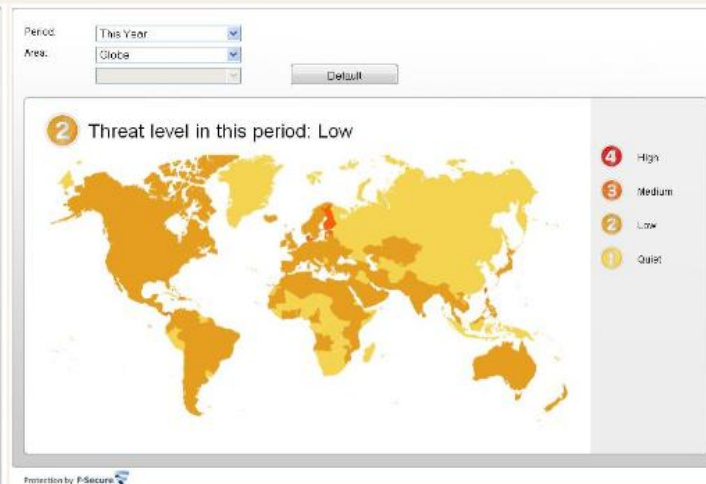 Period:
This Year
Area:
Globe
Default
2 Threat level in this period: Low
4 High
3 Medium
2 Low
1 Quiet
Protection by F-Secure